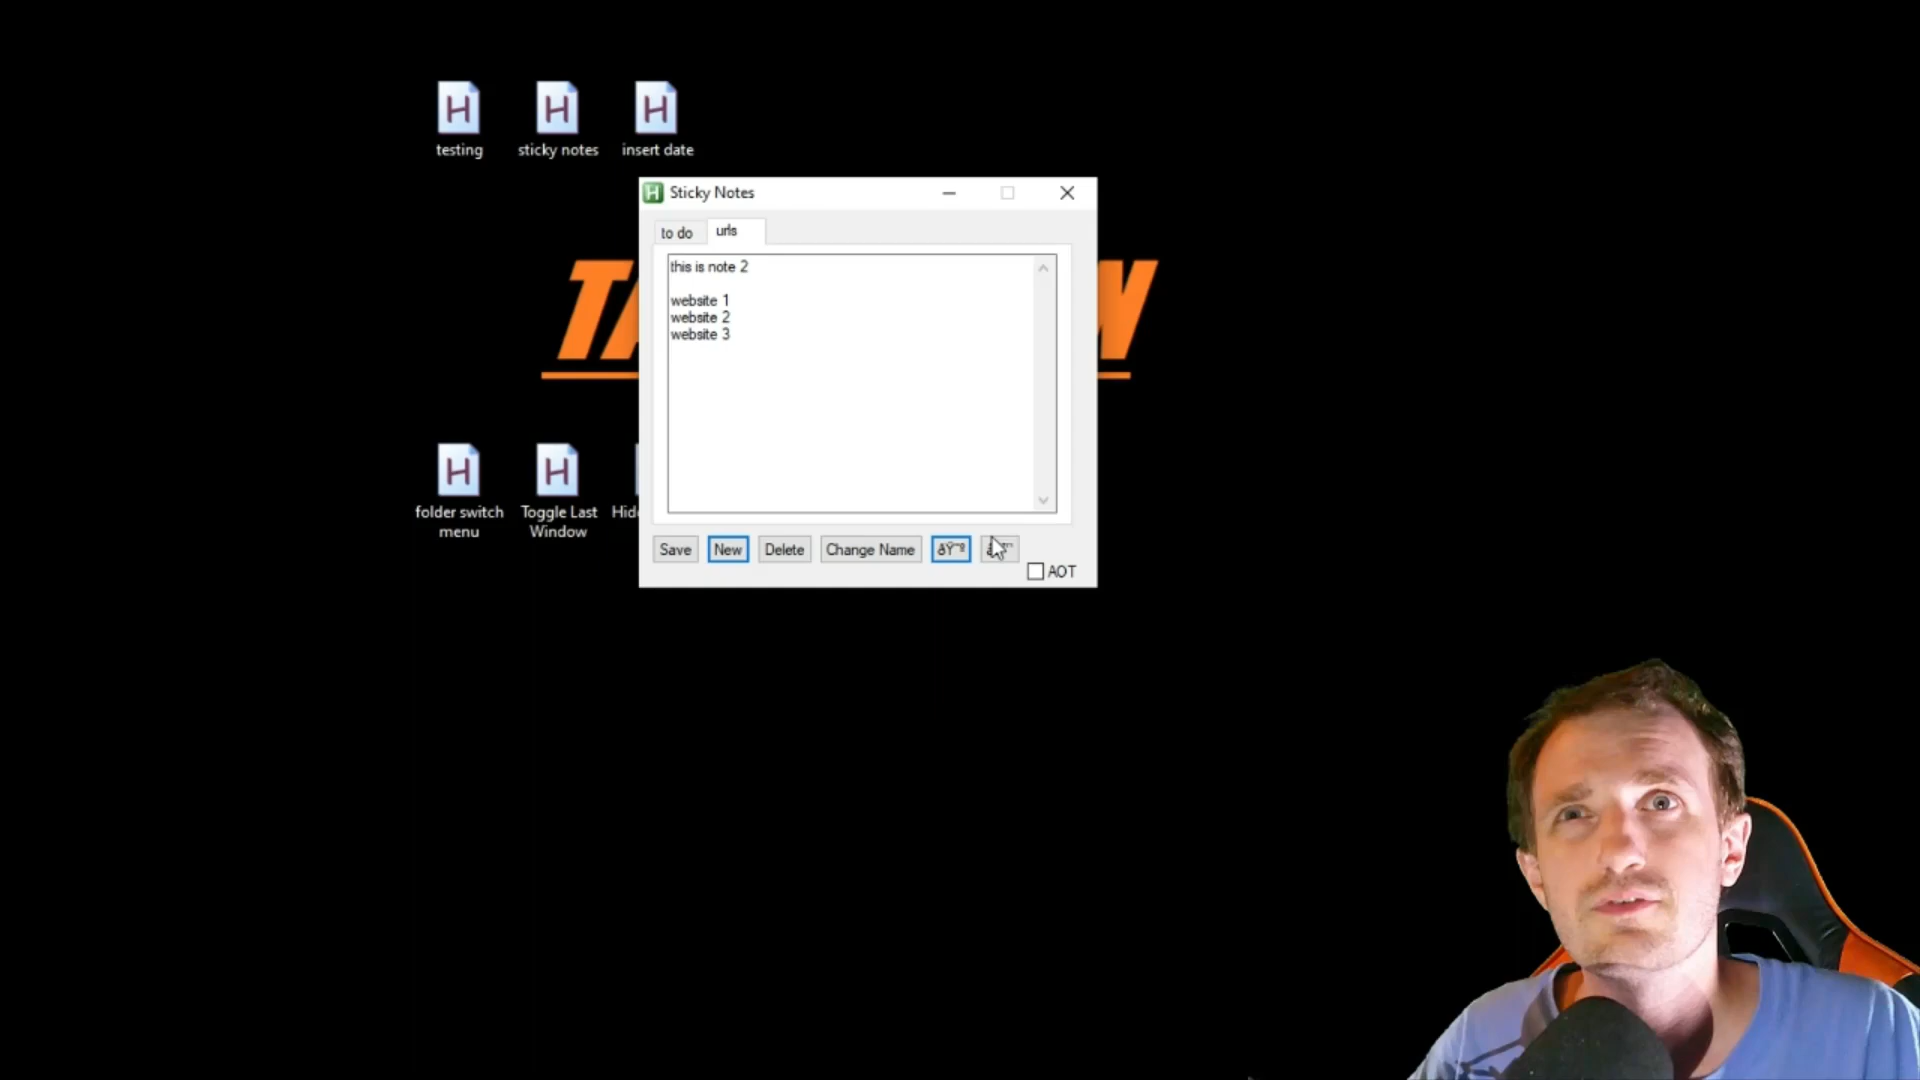 testing
sticky notes
insert date
Sticky Notes
to do
urls
this is note 2
website 1
website 2
website 3
Save
New
Delete
Change Name
AOT
folder switch
menu
Toggle Last
Window